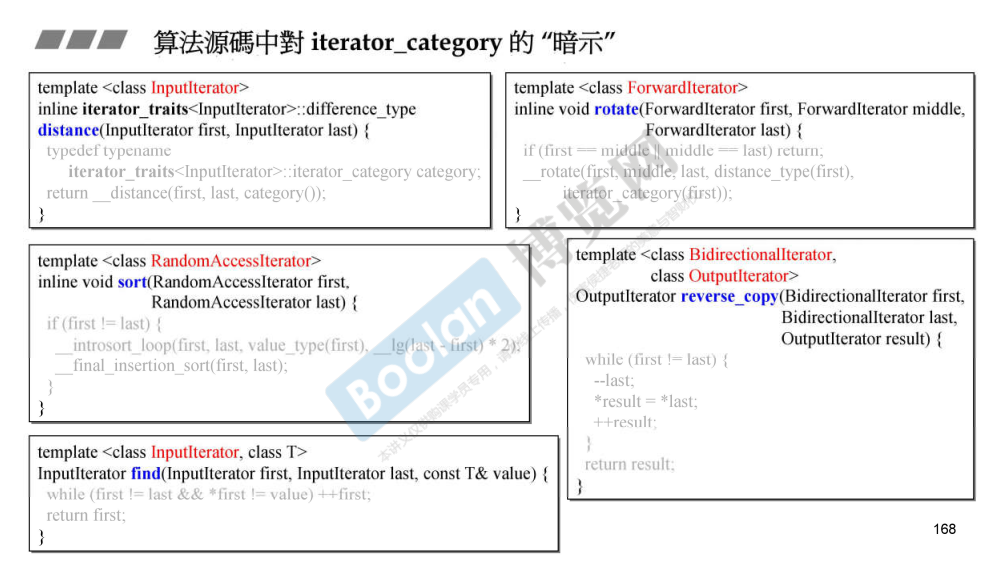 算法源碼中對 iterator_category 的 “暗示”
template <class InputIterator>
inline iterator_traits<InputIterator>::difference_type
distance(InputIterator first, InputIterator last) {
typedef typename
iterator_traits<InputIterator>::iterator_category category;
return __distance(first, last, category());
}
template <class ForwardIterator>
inline void rotate(ForwardIterator first, ForwardIterator middle,
ForwardIterator last) {
if (first == middle || middle == last) return;
__rotate(first, middle, last, distance_type(first),
iterator_category(first));
}
template <class RandomAccessIterator>
inline void sort(RandomAccessIterator first,
RandomAccessIterator last) {
if (first != last) {
__introsort_loop(first, last, value_type(first), __lg(last - first) * 2);
__final_insertion_sort(first, last);
}
}
template <class BidirectionalIterator,
class OutputIterator>
OutputIterator reverse_copy(BidirectionalIterator first,
BidirectionalIterator last,
OutputIterator result) {
while (first != last) {
--last;
*result = *last;
++result;
}
return result;
}
template <class InputIterator, class T>
InputIterator find(InputIterator first, InputIterator last, const T& value) {
while (first != last && *first != value) ++first;
return first;
}
168
Boolan 博览网
本讲义仅供购课学员专用，请勿上传播